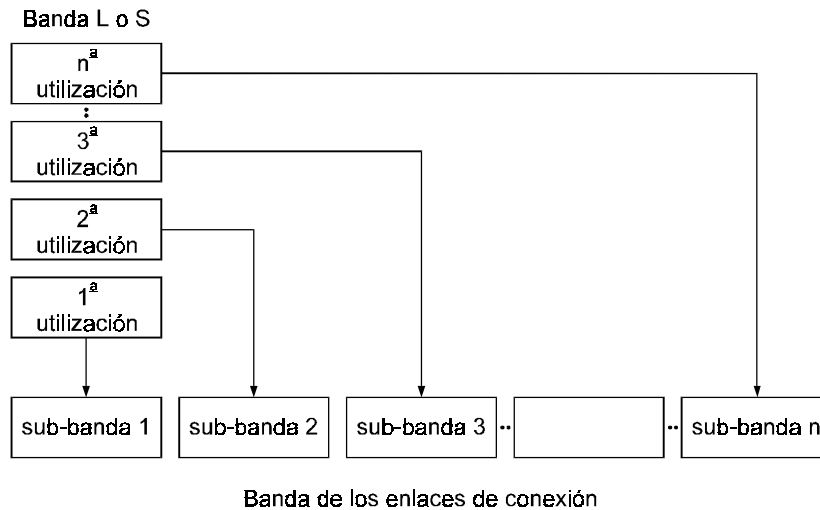 Banda L o S
nª
utilización
3ª
utilización
2ª
utilización
1ª
utilización
sub-banda 1
sub-banda 2
sub-banda 3
sub-banda n
Banda de los enlaces de conexión